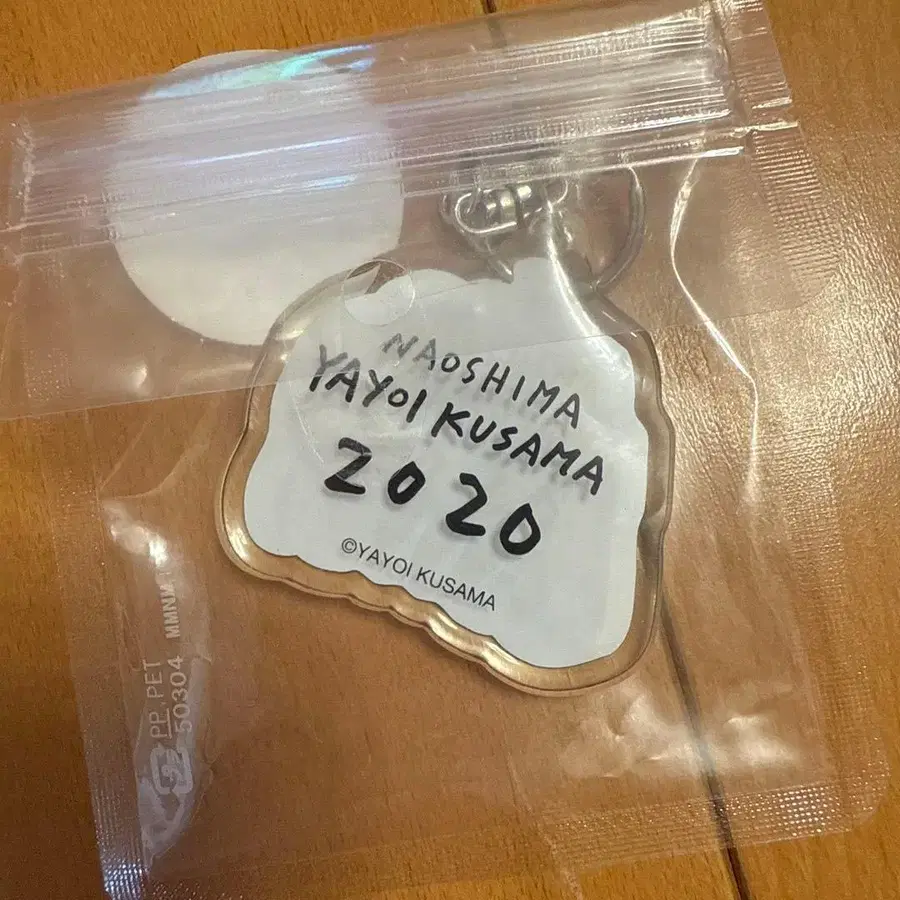 NAOSHIMA
YAYOI KUSAMA
2020
©YAYOI KUSAMA
PP, PET
50304